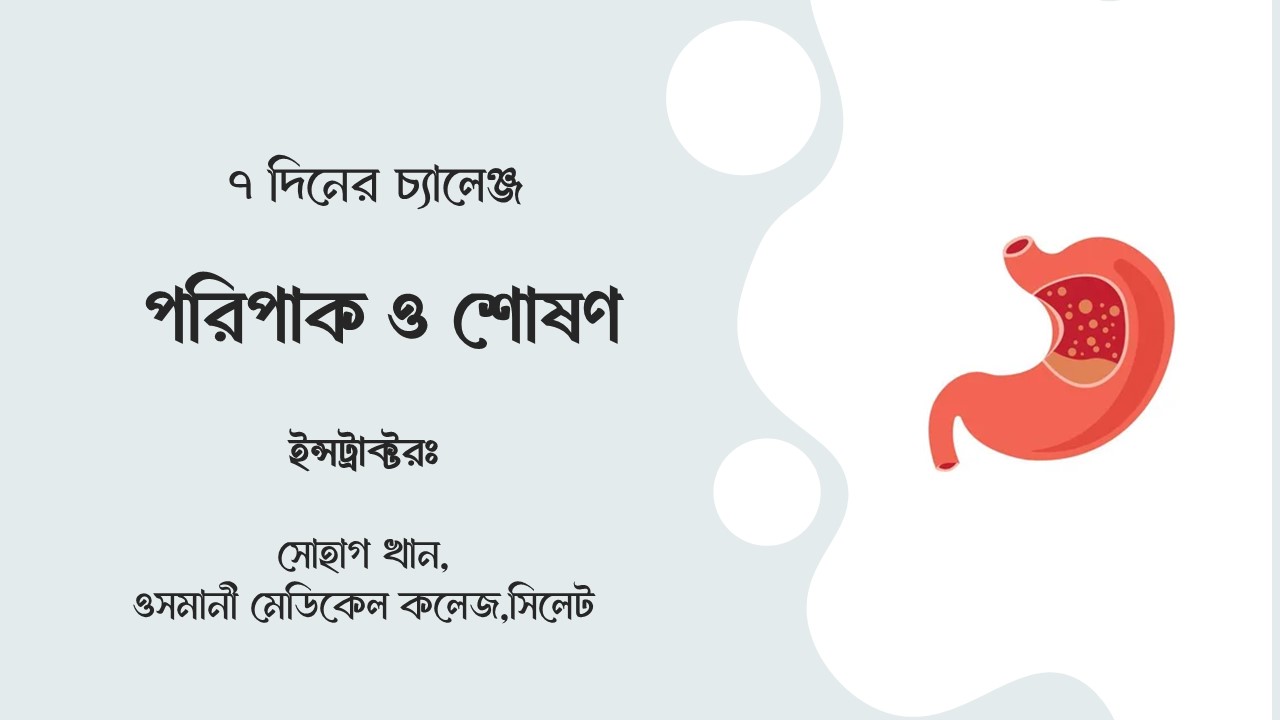 ৭ দিনের চ্যালেঞ্জ
পরিপাক ও শোষণ
ইন্সট্রাক্টরঃ
সোহাগ খান,
ওসমানী মেডিকেল কলেজ,সিলেট